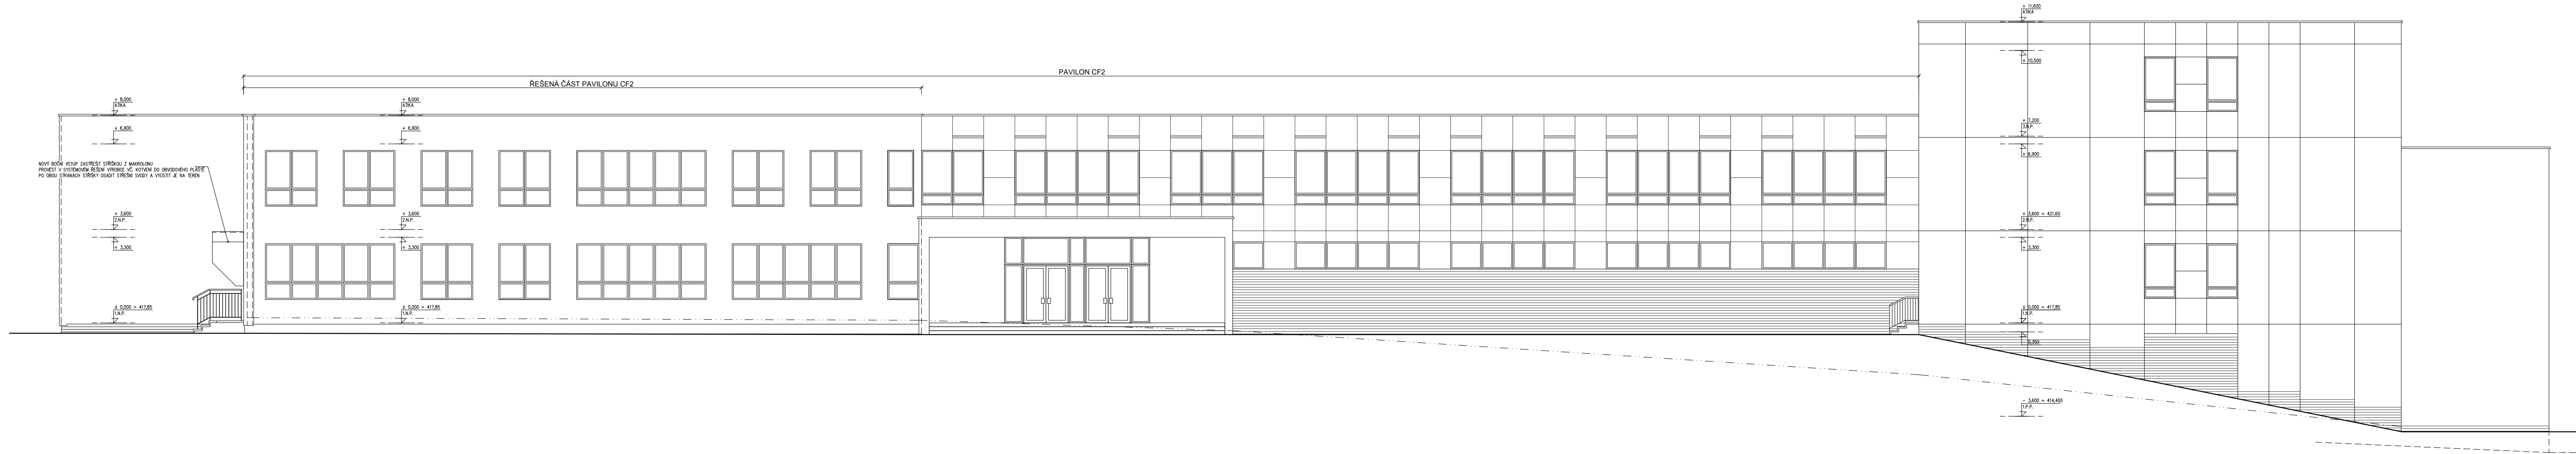 + 11,600
ATIKA
PAVILON CF2
+ 10,500
ŘEŠENÁ ČÁST PAVILONU CF2
+ 8,000
ATIKA
+ 8,000
ATIKA
+ 6,900
+ 6,900
+ 7,200
3.N.P.
+ 6,900
NOVÝ BOČNÍ VSTUP ZASTŘEŠIT STŘÍŠKOU Z MAKROLONU
PROVÉST V SYSTÉMOVÉM ŘEŠENÍ VÝROBCE VČ. KOTVENÍ DO OBVODOVÉHO PLÁŠTĚ
PO OBOU STRANÁCH STŘÍŠKY OSADIT STŘEŠNÍ SVODY A VYÚSTIT JE NA TERÉN
+ 3,600
2.N.P.
+ 3,600
2.N.P.
+ 3,600 = 421,60
2.N.P.
+ 3,300
+ 3,300
+ 3,300
± 0,000 = 417,85
1.N.P.
± 0,000 = 417,85
1.N.P.
± 0,000 = 417,85
1.N.P.
- 0,350
- 3,600 = 414,400
1.P.P.